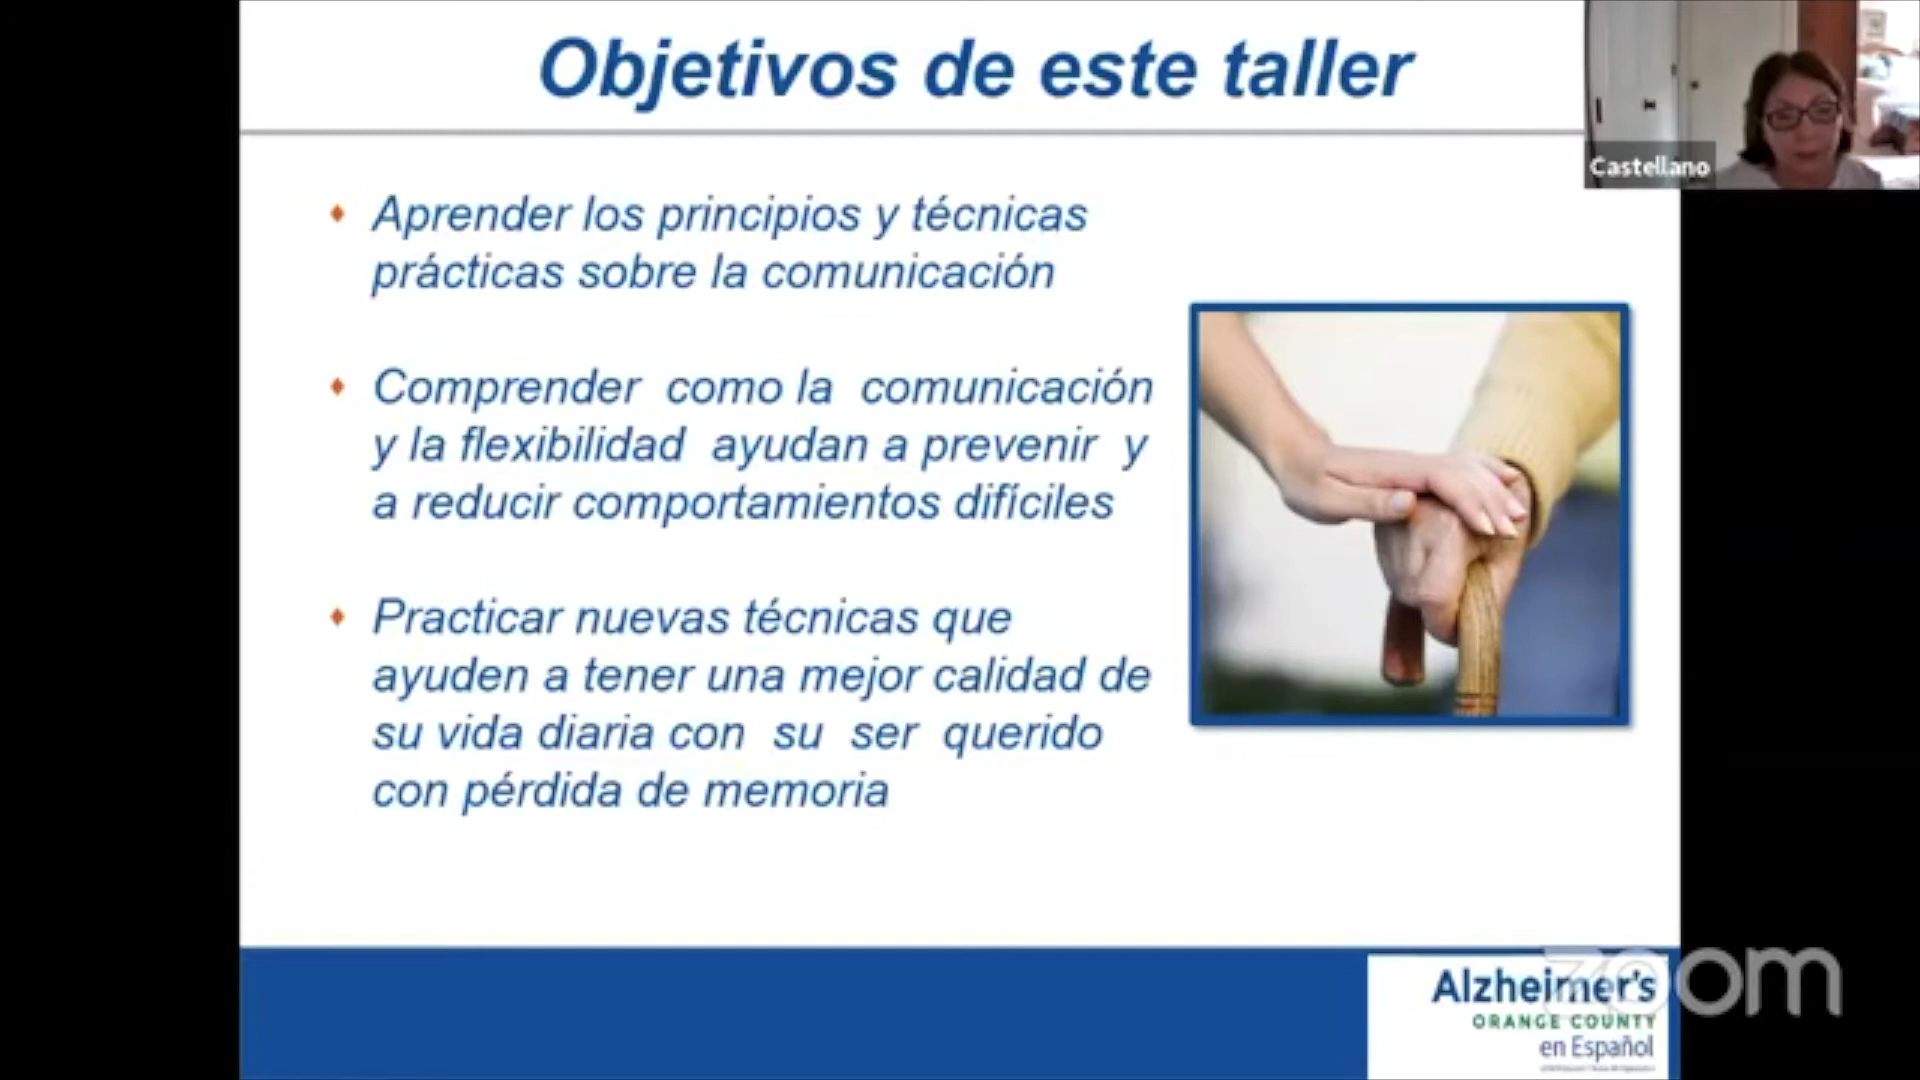 Objetivos de este taller
Castellano
Aprender los principios y técnicas
prácticas sobre la comunicación
Comprender como la comunicación
y la flexibilidad ayudan a prevenir y
a reducir comportamientos difíciles
Practicar nuevas técnicas que
ayuden a tener una mejor calidad de
su vida diaria con su ser querido
con pérdida de memoria
Alzheimer's
ORANGE COUNTY
en Español
zoom